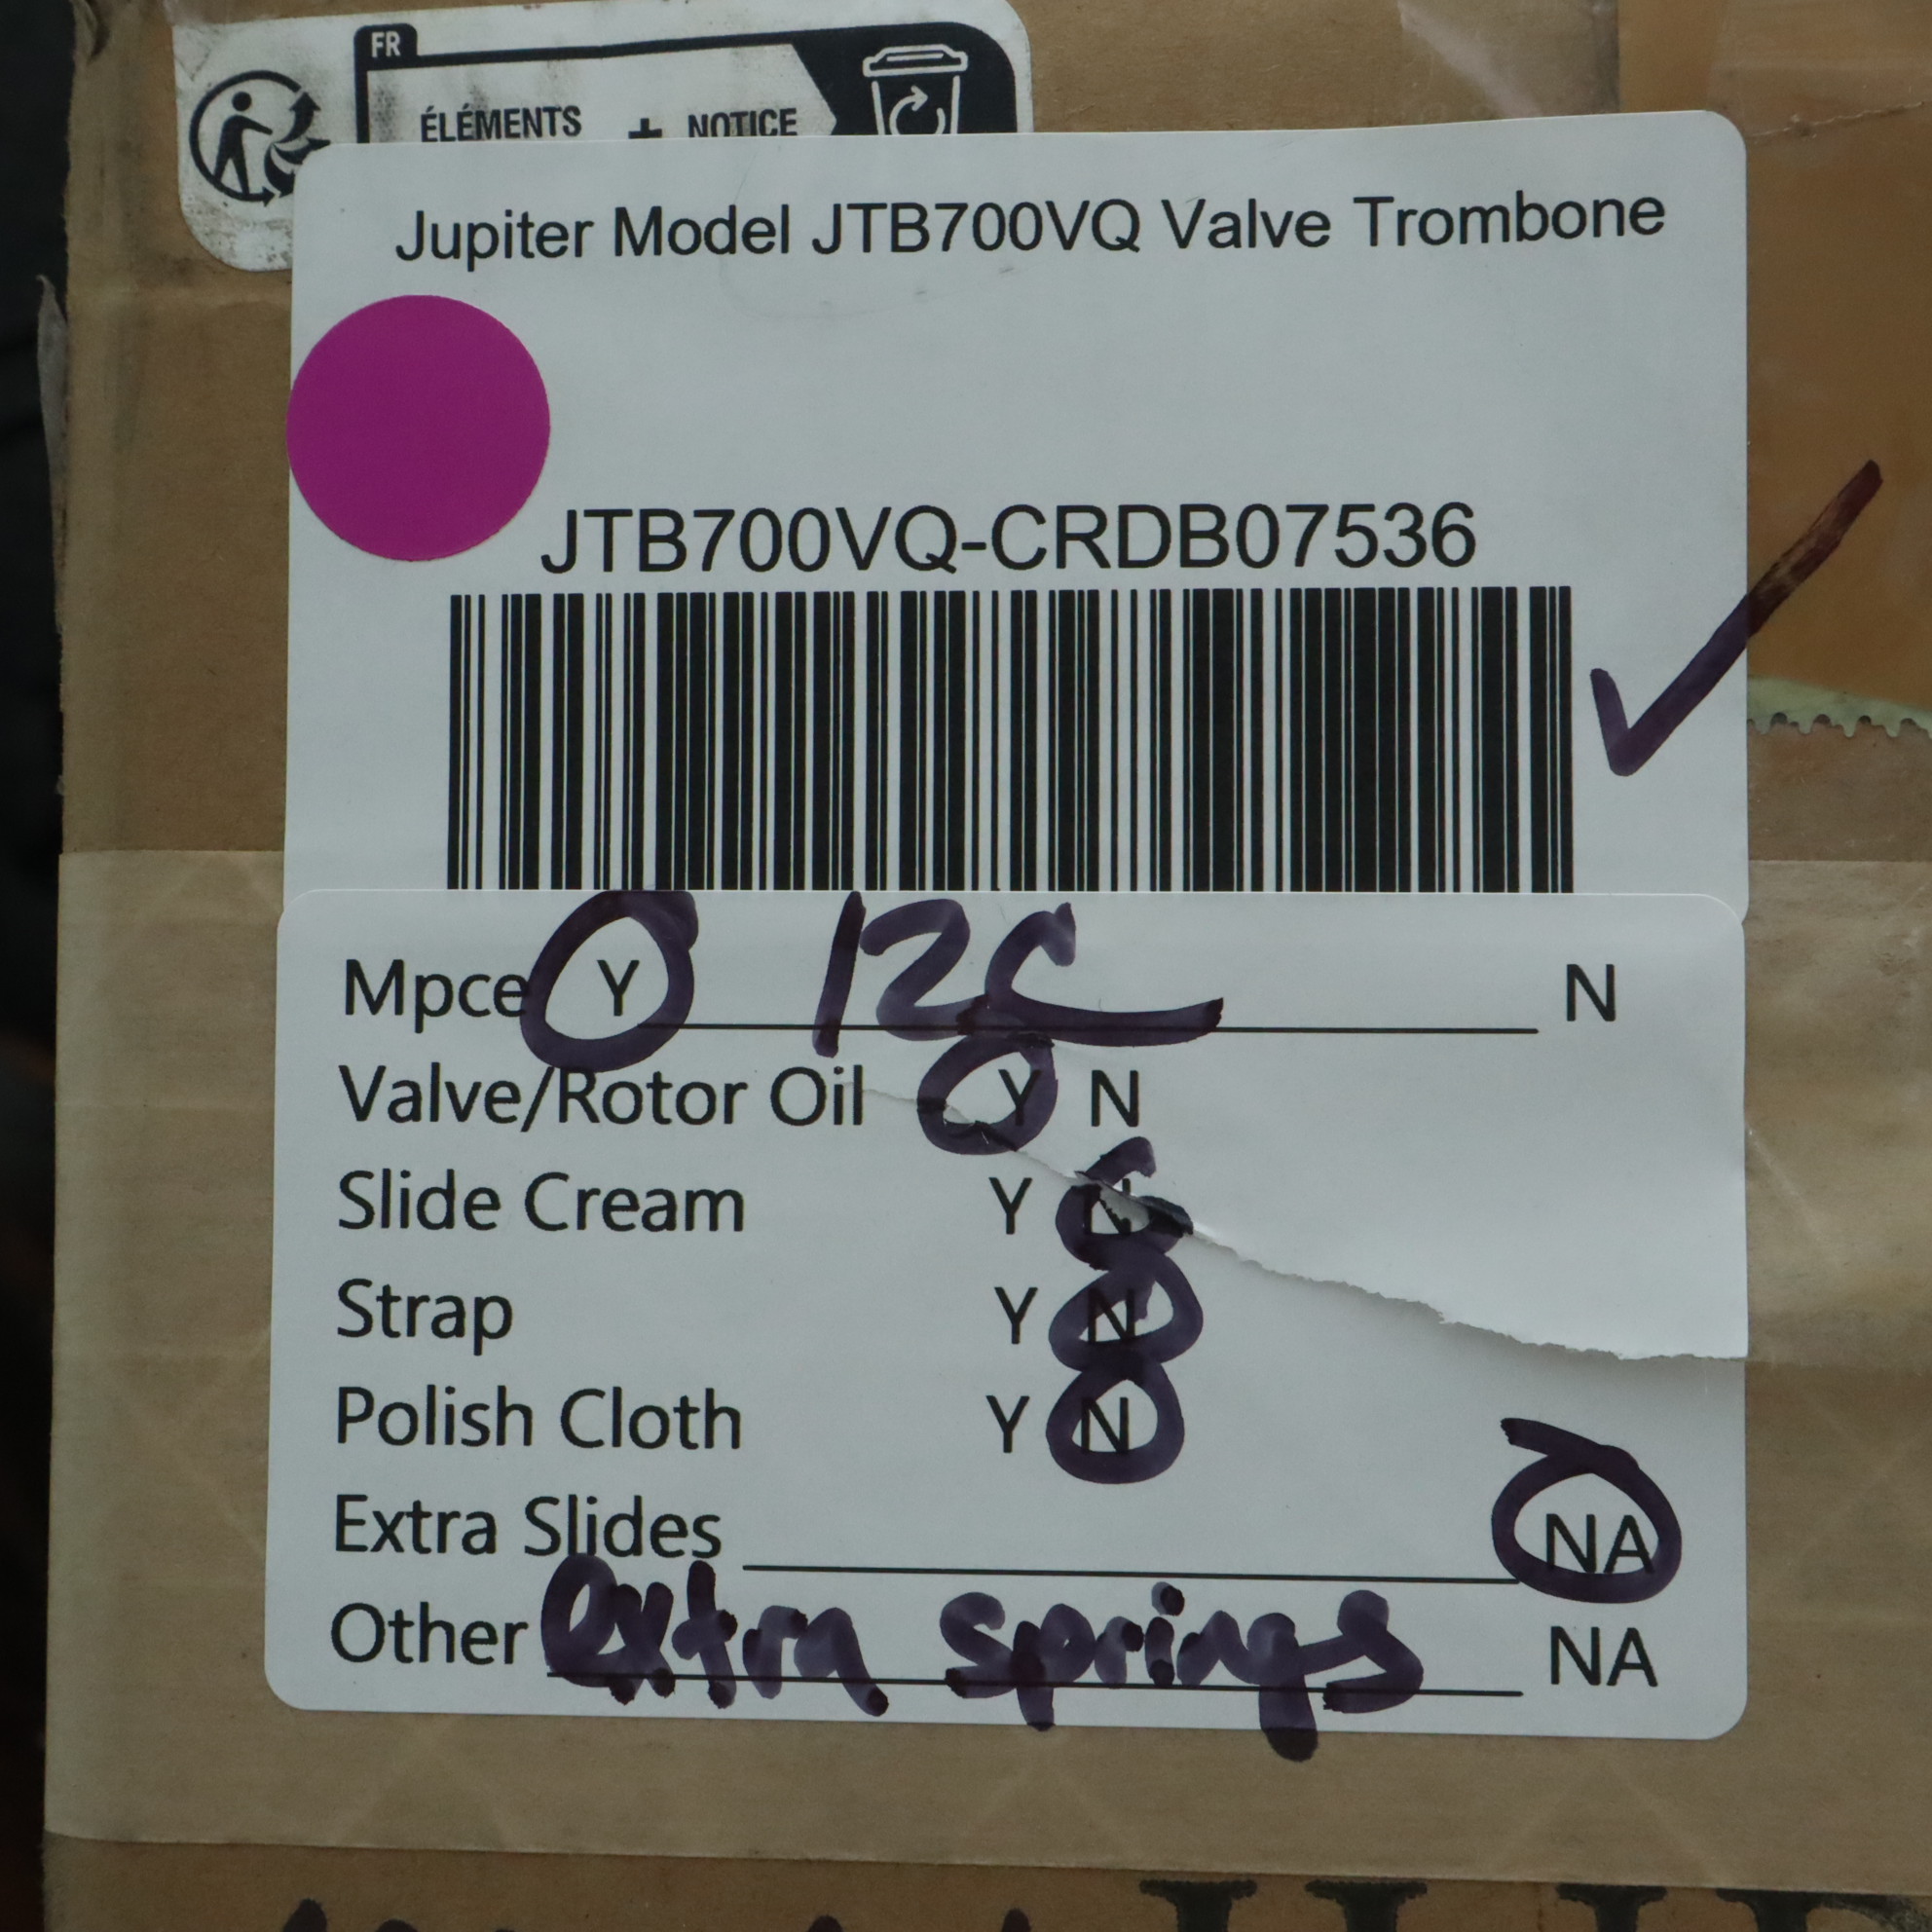 FR
ÉLÉMENTS + NOTICE
Jupiter Model JTB700VQ Valve Trombone
JTB700VQ-CRDB07536
Mpce Y 12C N
Valve/Rotor Oil Y N
Slide Cream Y N
Strap Y N
Polish Cloth Y N
Extra Slides NA
Other extra springs NA